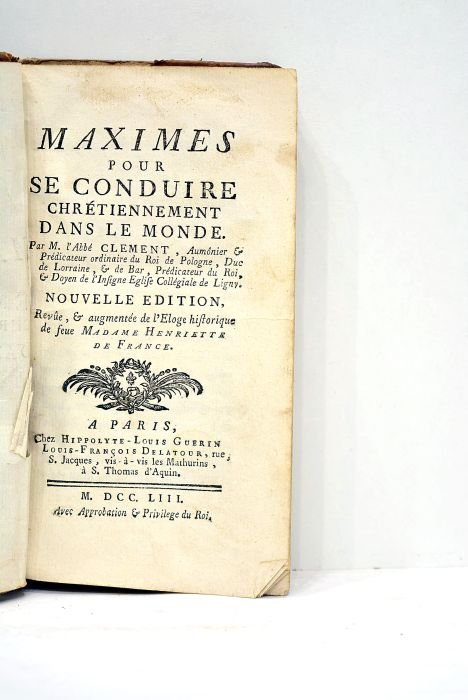 MAXIMES
POUR
SE CONDUIRE
CHRÉTIENNEMENT
DANS LE MONDE.
Par M. l'Abbé CLEMENT, Aumônier &
Prédicateur ordinaire du Roi de Pologne, Duc
de Lorraine, & de Bar, Prédicateur du Roi,
& Doyen de l'Inſigne Egliſe Collégiale de Ligny.
NOUVELLE EDITION,
Revûe, & augmentée de l'Eloge hiſtorique
de feue MADAME HENRIETTE
DE FRANCE.
A PARIS,
Chez HIPPOLYTE-LOUIS GUERIN
LOUIS-FRANÇOIS DELATOUR, rue
S. Jacques, vis-à-vis les Mathurins,
à S. Thomas d'Aquin.
M. DCC. LIII.
Avec Approbation & Privilege du Roi.